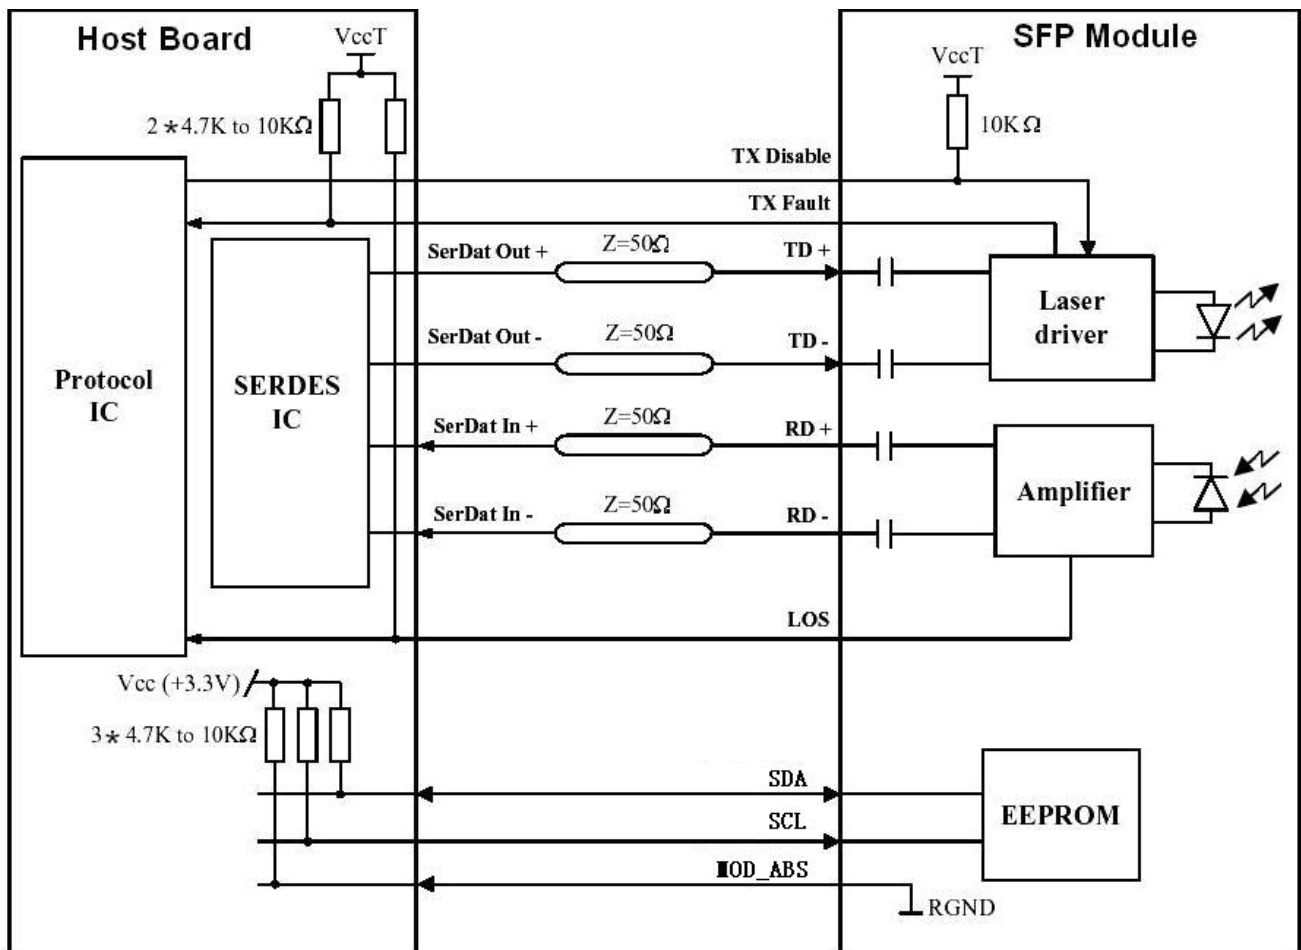 Host Board
SFP Module
VccT
VccT
2*4.7K to 10KΩ
10KΩ
TX Disable
TX Fault
SerDat Out +
Z=50Ω
TD +
Laser
driver
SerDat Out -
Z=50Ω
TD -
Protocol
IC
SERDES
IC
SerDat In +
Z=50Ω
RD +
Amplifier
SerDat In -
Z=50Ω
RD -
LOS
Vcc (+3.3V)
3*4.7K to 10KΩ
SDA
SCL
EEPROM
MOD_ABS
RGND